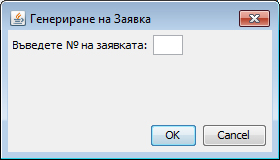 Генериране на Заявка
Въведете № на заявката:
OK Cancel